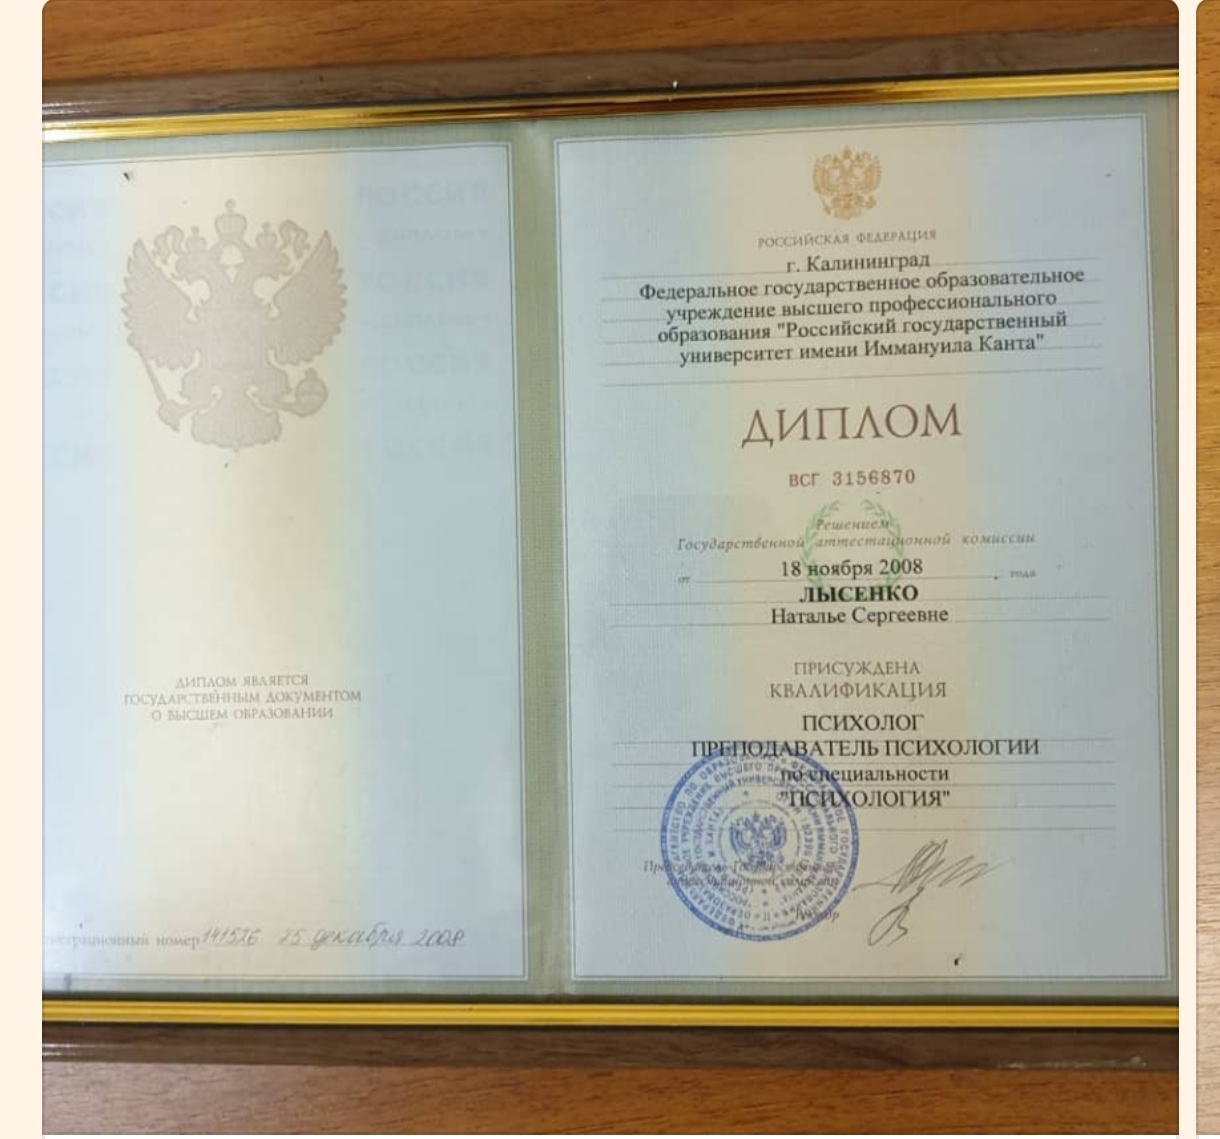 ДИПЛОМ ЯВЛЯЕТСЯ
ГОСУДАРСТВЕННЫМ ДОКУМЕНТОМ
О ВЫСШЕМ ОБРАЗОВАНИИ
номер 141526 25 декабря 2008
РОССИЙСКАЯ ФЕДЕРАЦИЯ
г. Калининград
Федеральное государственное образовательное
учреждение высшего профессионального
образования "Российский государственный
университет имени Иммануила Канта"
ДИПЛОМ
ВСГ 3156870
Решением
Государственной аттестационной комиссии
от 18 ноября 2008 года
ЛЫСЕНКО
Наталье Сергеевне
ПРИСУЖДЕНА
КВАЛИФИКАЦИЯ
ПСИХОЛОГ
ПРЕПОДАВАТЕЛЬ ПСИХОЛОГИИ
по специальности
"ПСИХОЛОГИЯ"